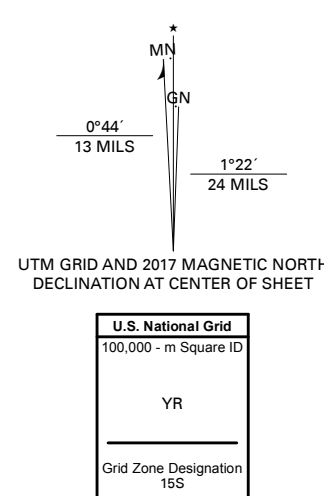 ★
MN
GN
0°44´
13 MILS
1°22´
24 MILS
UTM GRID AND 2017 MAGNETIC NORTH
DECLINATION AT CENTER OF SHEET
U.S. National Grid
100,000 - m Square ID
YR
Grid Zone Designation
15S